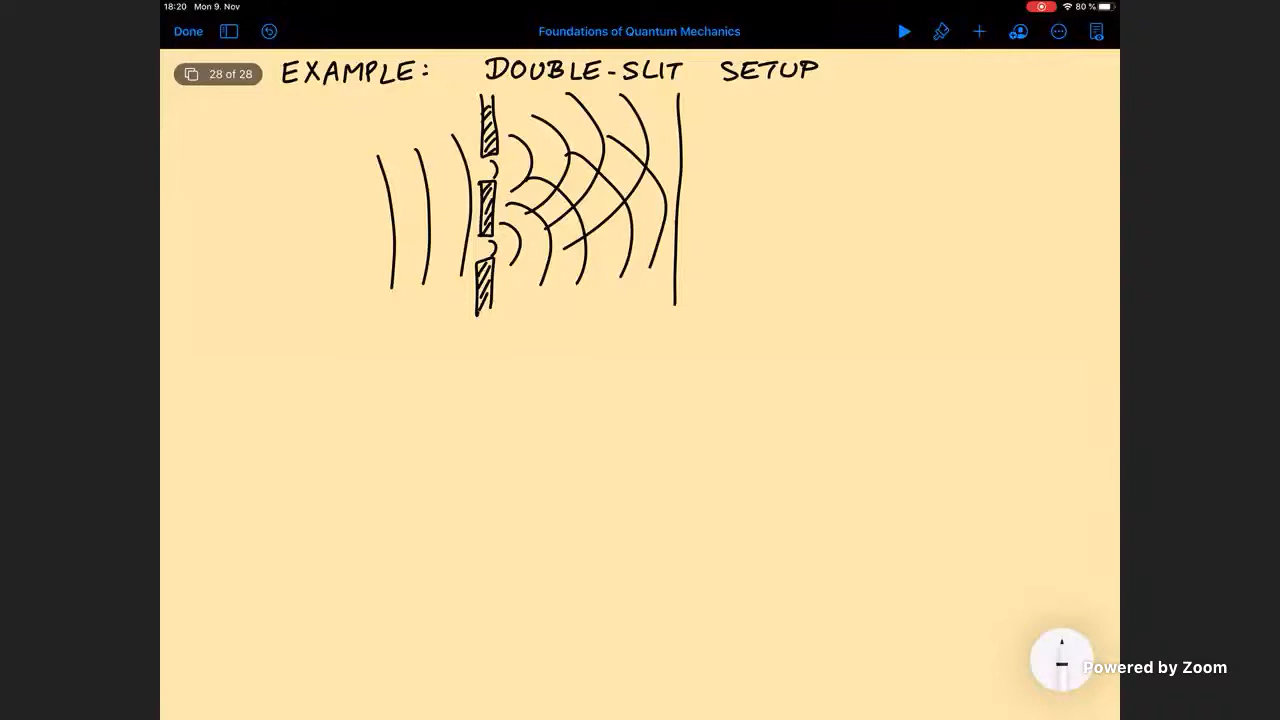 18:20 Mon 9. Nov 80 %
Done Foundations of Quantum Mechanics
28 of 28 EXAMPLE: DOUBLE-SLIT SETUP
Powered by Zoom